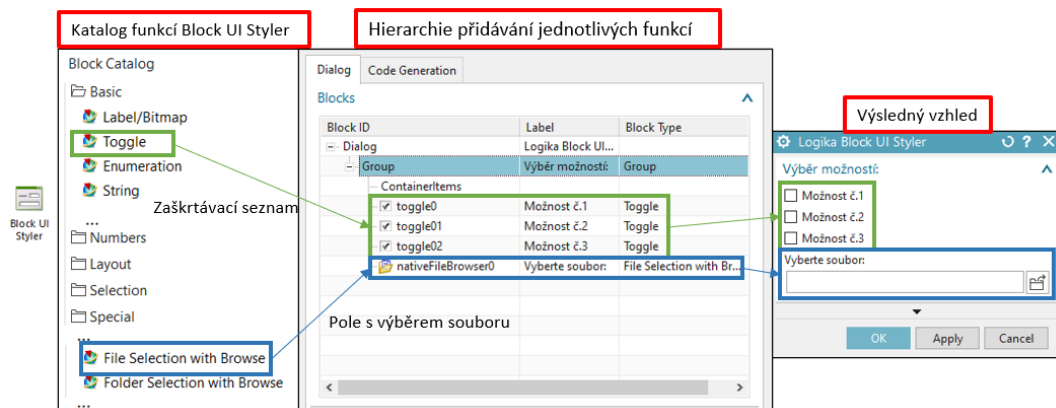 Katalog funkcí Block UI Styler
Hierarchie přidávání jednotlivých funkcí
Výsledný vzhled
Block UI
Styler
Block Catalog
Basic
Label/Bitmap
Toggle
Enumeration
String
...
Numbers
Layout
Selection
Special
...
File Selection with Browse
Folder Selection with Browse
...
Zaškrtávací seznam
Dialog
Code Generation
Blocks
Block ID Label Block Type
Dialog Logika Block UI...
Group Výběr možností: Group
ContainerItems
toggle0 Možnost č.1 Toggle
toggle01 Možnost č.2 Toggle
toggle02 Možnost č.3 Toggle
nativeFileBrowser0 Vyberte soubor: File Selection with Br...
Pole s výběrem souboru
Logika Block UI Styler
Výběr možností:
Možnost č.1
Možnost č.2
Možnost č.3
Vyberte soubor:
OK Apply Cancel